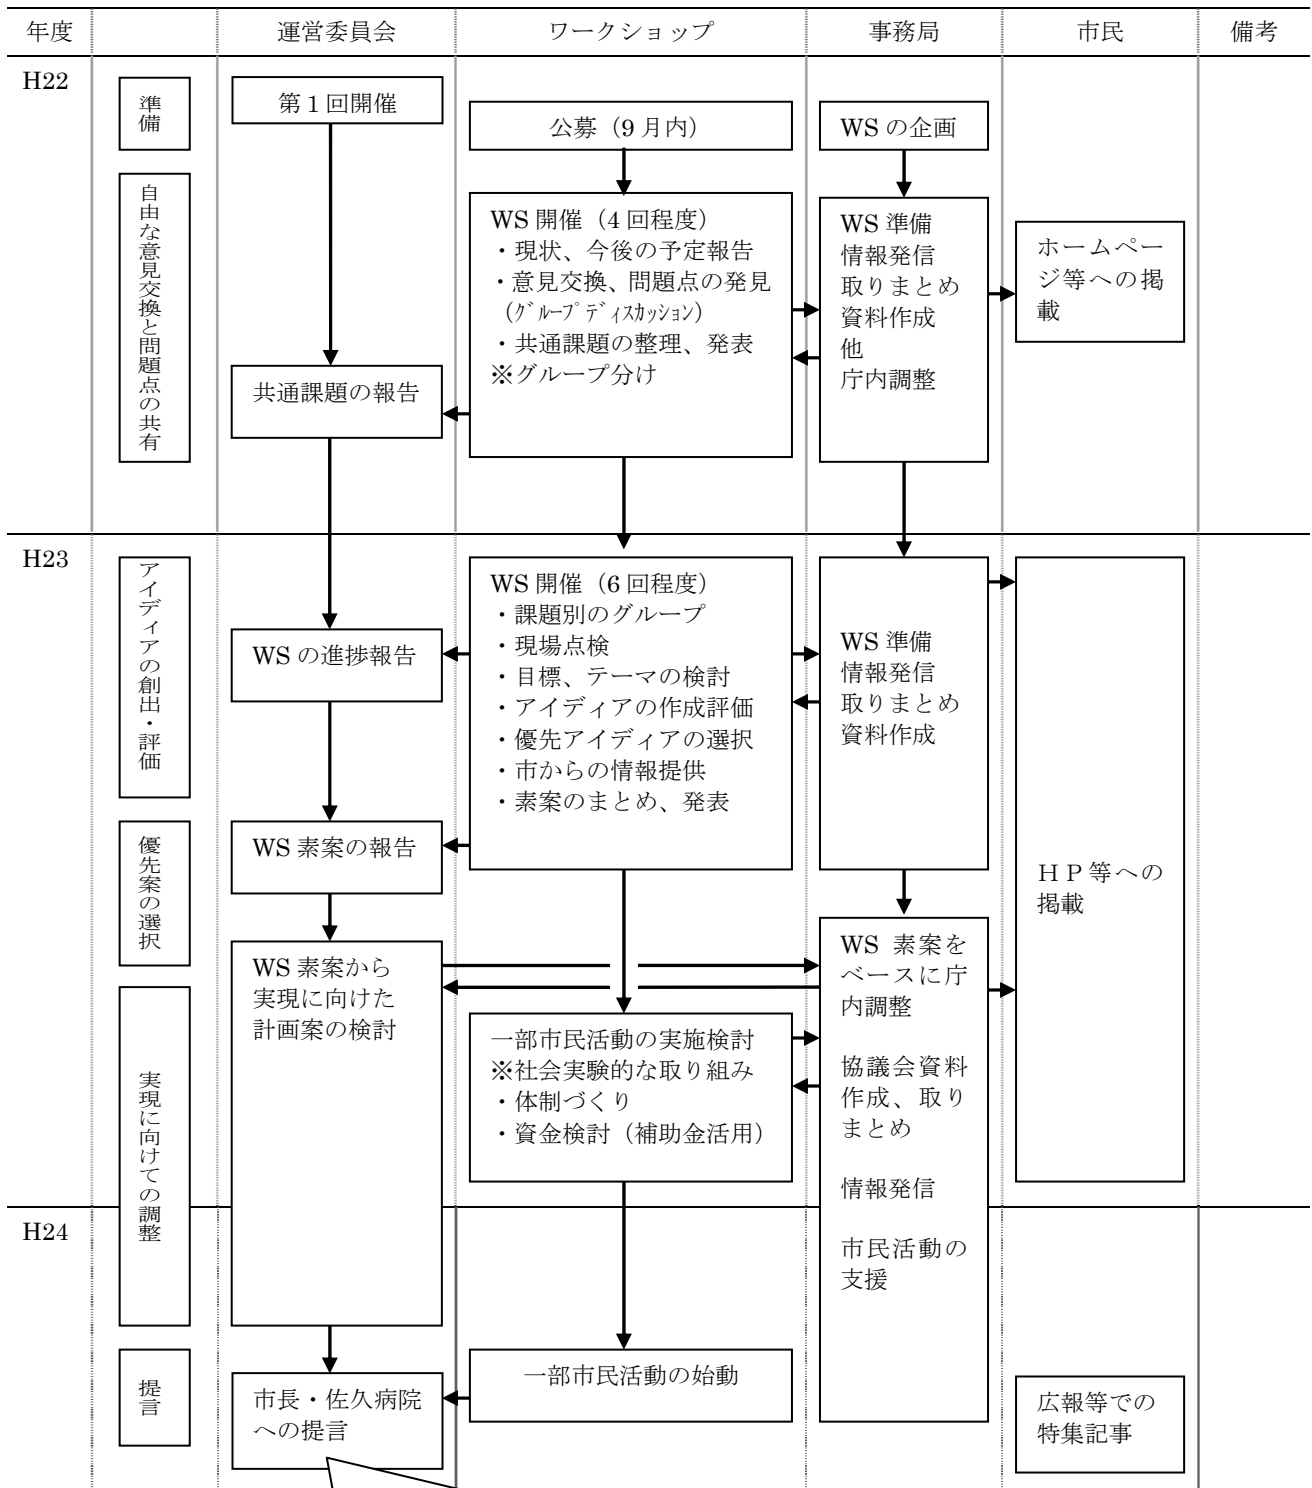 年度
運営委員会
ワークショップ
事務局
市民
備考
H22
準備
自由な意見交換と問題点の共有
第１回開催
共通課題の報告
公募（9月内）
WS 開催（4 回程度）
・現状、今後の予定報告
・意見交換、問題点の発見
（ｸﾞﾙｰﾌﾟﾃﾞｨｽｶｯｼｮﾝ）
・共通課題の整理、発表
※グループ分け
WS の企画
WS 準備
情報発信
取りまとめ
資料作成
他
庁内調整
ホームペー
ジ等への掲
載
H23
アイディアの創出・評価
優先案の選択
実現に向けての調整
WS の進捗報告
WS 素案の報告
WS 素案から
実現に向けた
計画案の検討
WS 開催（6 回程度）
・課題別のグループ
・現場点検
・目標、テーマの検討
・アイディアの作成評価
・優先アイディアの選択
・市からの情報提供
・素案のまとめ、発表
一部市民活動の実施検討
※社会実験的な取り組み
・体制づくり
・資金検討（補助金活用）
WS 準備
情報発信
取りまとめ
資料作成
WS 素案を
ベースに庁
内調整
協議会資料
作成、取り
まとめ
情報発信
市民活動の
支援
ＨＰ等への
掲載
H24
提言
市長・佐久病院
への提言
一部市民活動の始動
広報等での
特集記事